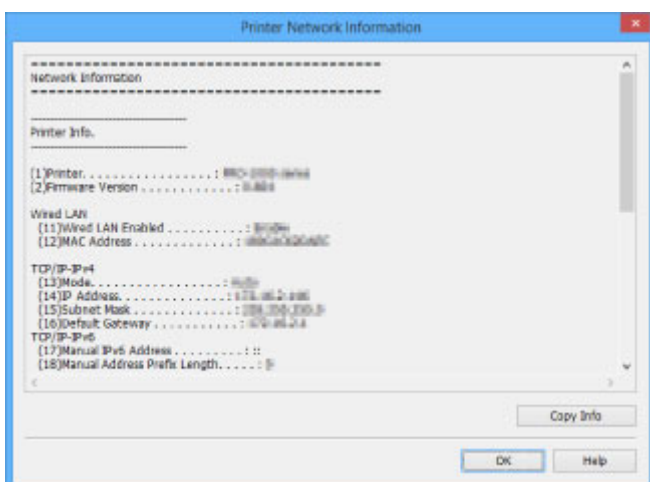 Printer Network Information
========================================
Network Information
========================================
----------------------------------------
Printer Info.
----------------------------------------
(1)Printer. . . . . . . . . . . . . . . . . :
(2)Firmware Version . . . . . . . . . . . . :
Wired LAN
(11)Wired LAN Enabled . . . . . . . . . . :
(12)MAC Address . . . . . . . . . . . . . :
TCP/IP-IPv4
(13)Mode. . . . . . . . . . . . . . . . . :
(14)IP Address. . . . . . . . . . . . . . :
(15)Subnet Mask . . . . . . . . . . . . . :
(16)Default Gateway . . . . . . . . . . . :
TCP/IP-IPv6
(17)Manual IPv6 Address . . . . . . . . . : ::
(18)Manual Address Prefix Length. . . . . :
Copy Info
OK Help